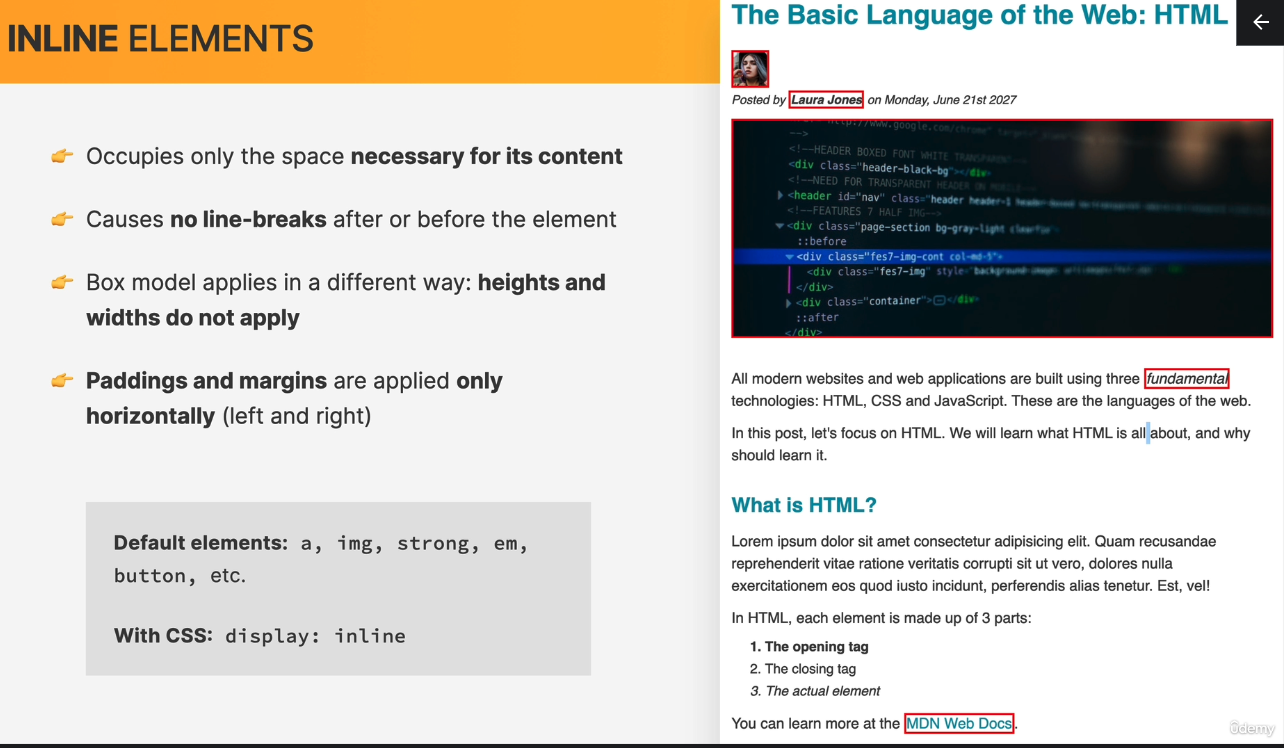 INLINE ELEMENTS
👉 Occupies only the space necessary for its content
👉 Causes no line-breaks after or before the element
👉 Box model applies in a different way: heights and
widths do not apply
👉 Paddings and margins are applied only
horizontally (left and right)
Default elements: a, img, strong, em,
button, etc.
With CSS: display: inline
The Basic Language of the Web: HTML
Posted by Laura Jones on Monday, June 21st 2027
-->
<!--HEADER BOXED FONT WHITE TRANSPARENT-->
<div class="header-black-bg"></div>
<!--NEED FOR TRANSPARENT HEADER ON MOBILE-->
<header id="nav" class="header header-1
<!--FEATURES 7 HALF IMG-->
<div class="page-section bg-gray-light clearfix"
::before
<div class="fes7-img-cont col-md-5">
<div class="fes7-img" style="background-image:
</div>
<div class="container"></div>
::after
</div>
All modern websites and web applications are built using three fundamental
technologies: HTML, CSS and JavaScript. These are the languages of the web.
In this post, let's focus on HTML. We will learn what HTML is all about, and why
should learn it.
What is HTML?
Lorem ipsum dolor sit amet consectetur adipisicing elit. Quam recusandae
reprehenderit vitae ratione veritatis corrupti sit ut vero, dolores nulla
exercitationem eos quod iusto incidunt, perferendis alias tenetur. Est, vel!
In HTML, each element is made up of 3 parts:
1. The opening tag
2. The closing tag
3. The actual element
You can learn more at the MDN Web Docs.
ûdemy